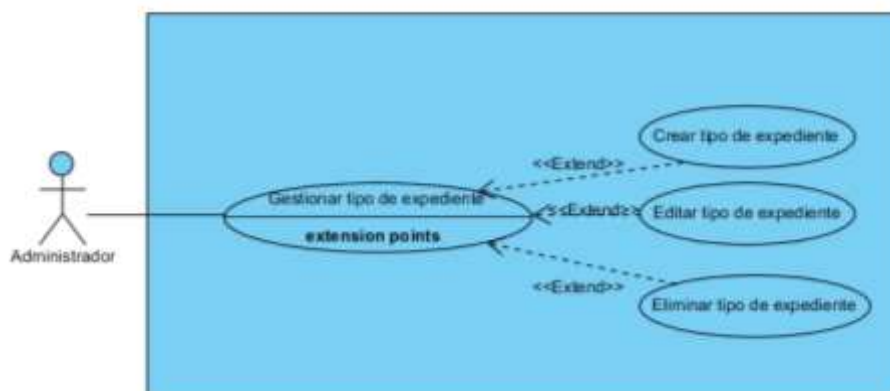 Crear tipo de expediente
<<Extend>>
Gestionar tipo de expediente
<<Extend>>
Editar tipo de expediente
extension points
Administrador
<<Extend>>
Eliminar tipo de expediente